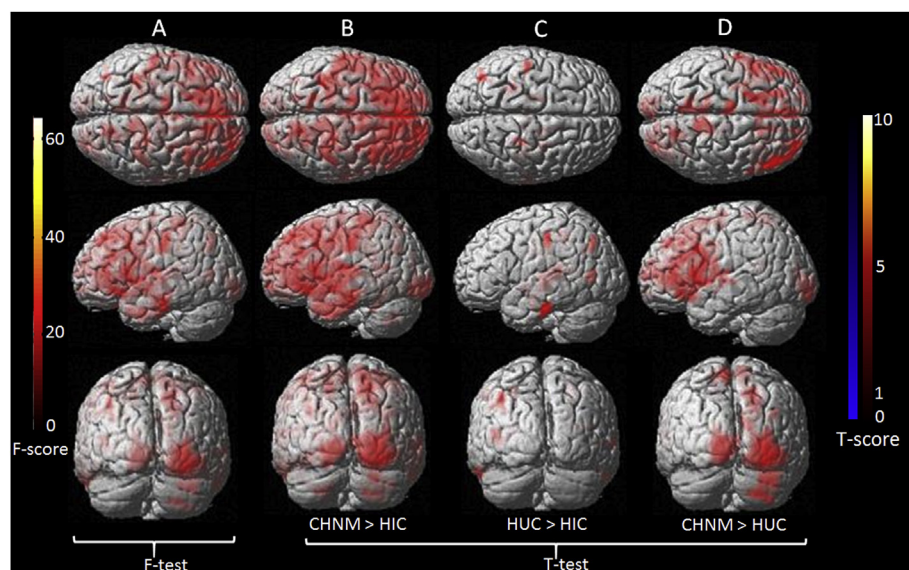 A B C D
60
40
20
0
F-score
10
5
1
0
T-score
CHNM > HIC HUC > HIC CHNM > HUC
F-test T-test